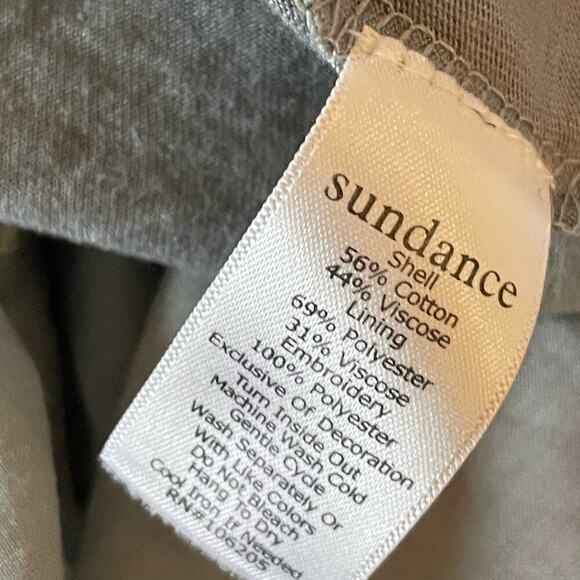 sundance
Shell
56% Cotton
44% Viscose
Lining
69% Polyester
31% Viscose
Embroidery
100% Polyester
Exclusive Of Decoration
Turn Inside Out
Machine Wash Cold
Gentle Cycle
Wash Separately Or
With Like Colors
Do Not Bleach
Hang To Dry
Cool Iron If Needed
RN#106205